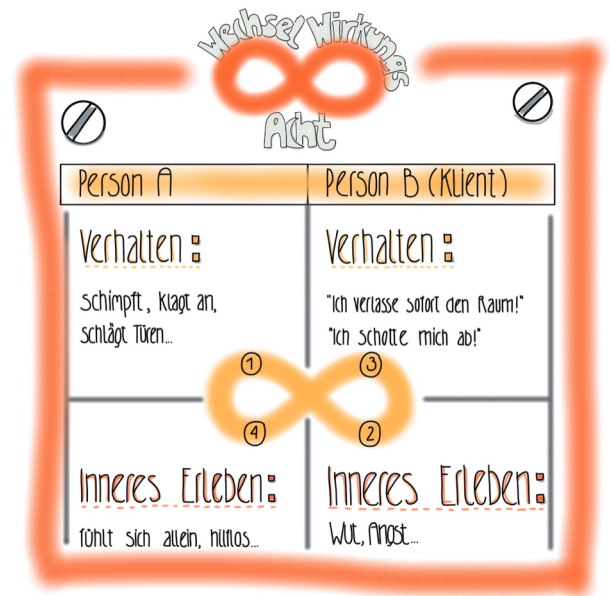 Wechsel Wirkungs
Acht
Person A
Person B (Klient)
Verhalten:
schimpft, klagt an,
schlägt Türen...
Verhalten:
"Ich verlasse sofort den Raum!"
"Ich schotte mich ab!"
1
3
4
2
Inneres Erleben:
fühlt sich allein, hilflos...
Inneres Erleben:
Wut, Angst...